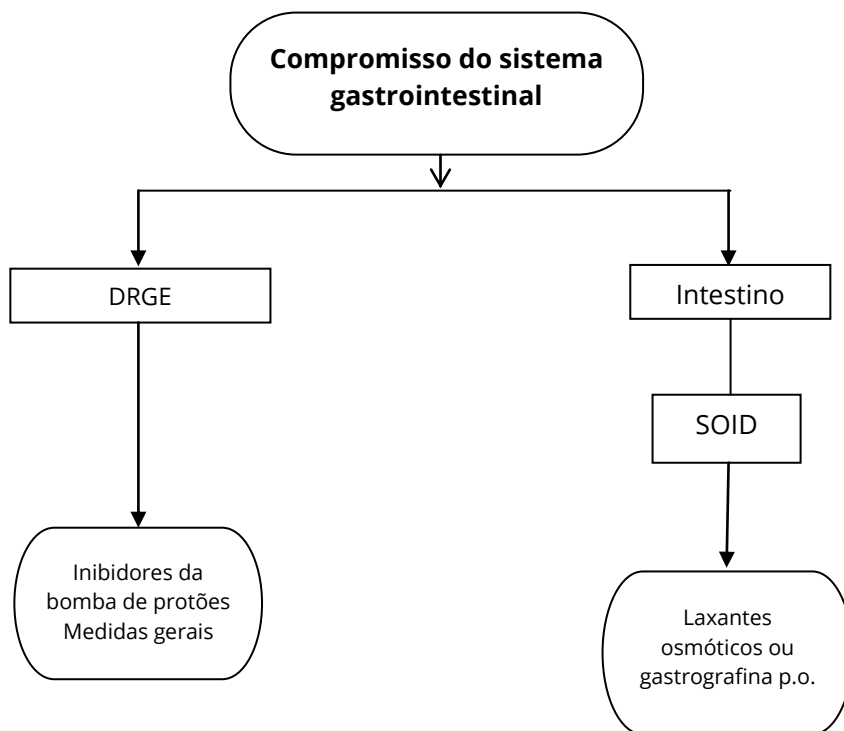 Compromisso do sistema
gastrointestinal
DRGE
Intestino
SOID
Inibidores da
bomba de protões
Medidas gerais
Laxantes
osmóticos ou
gastrografina p.o.